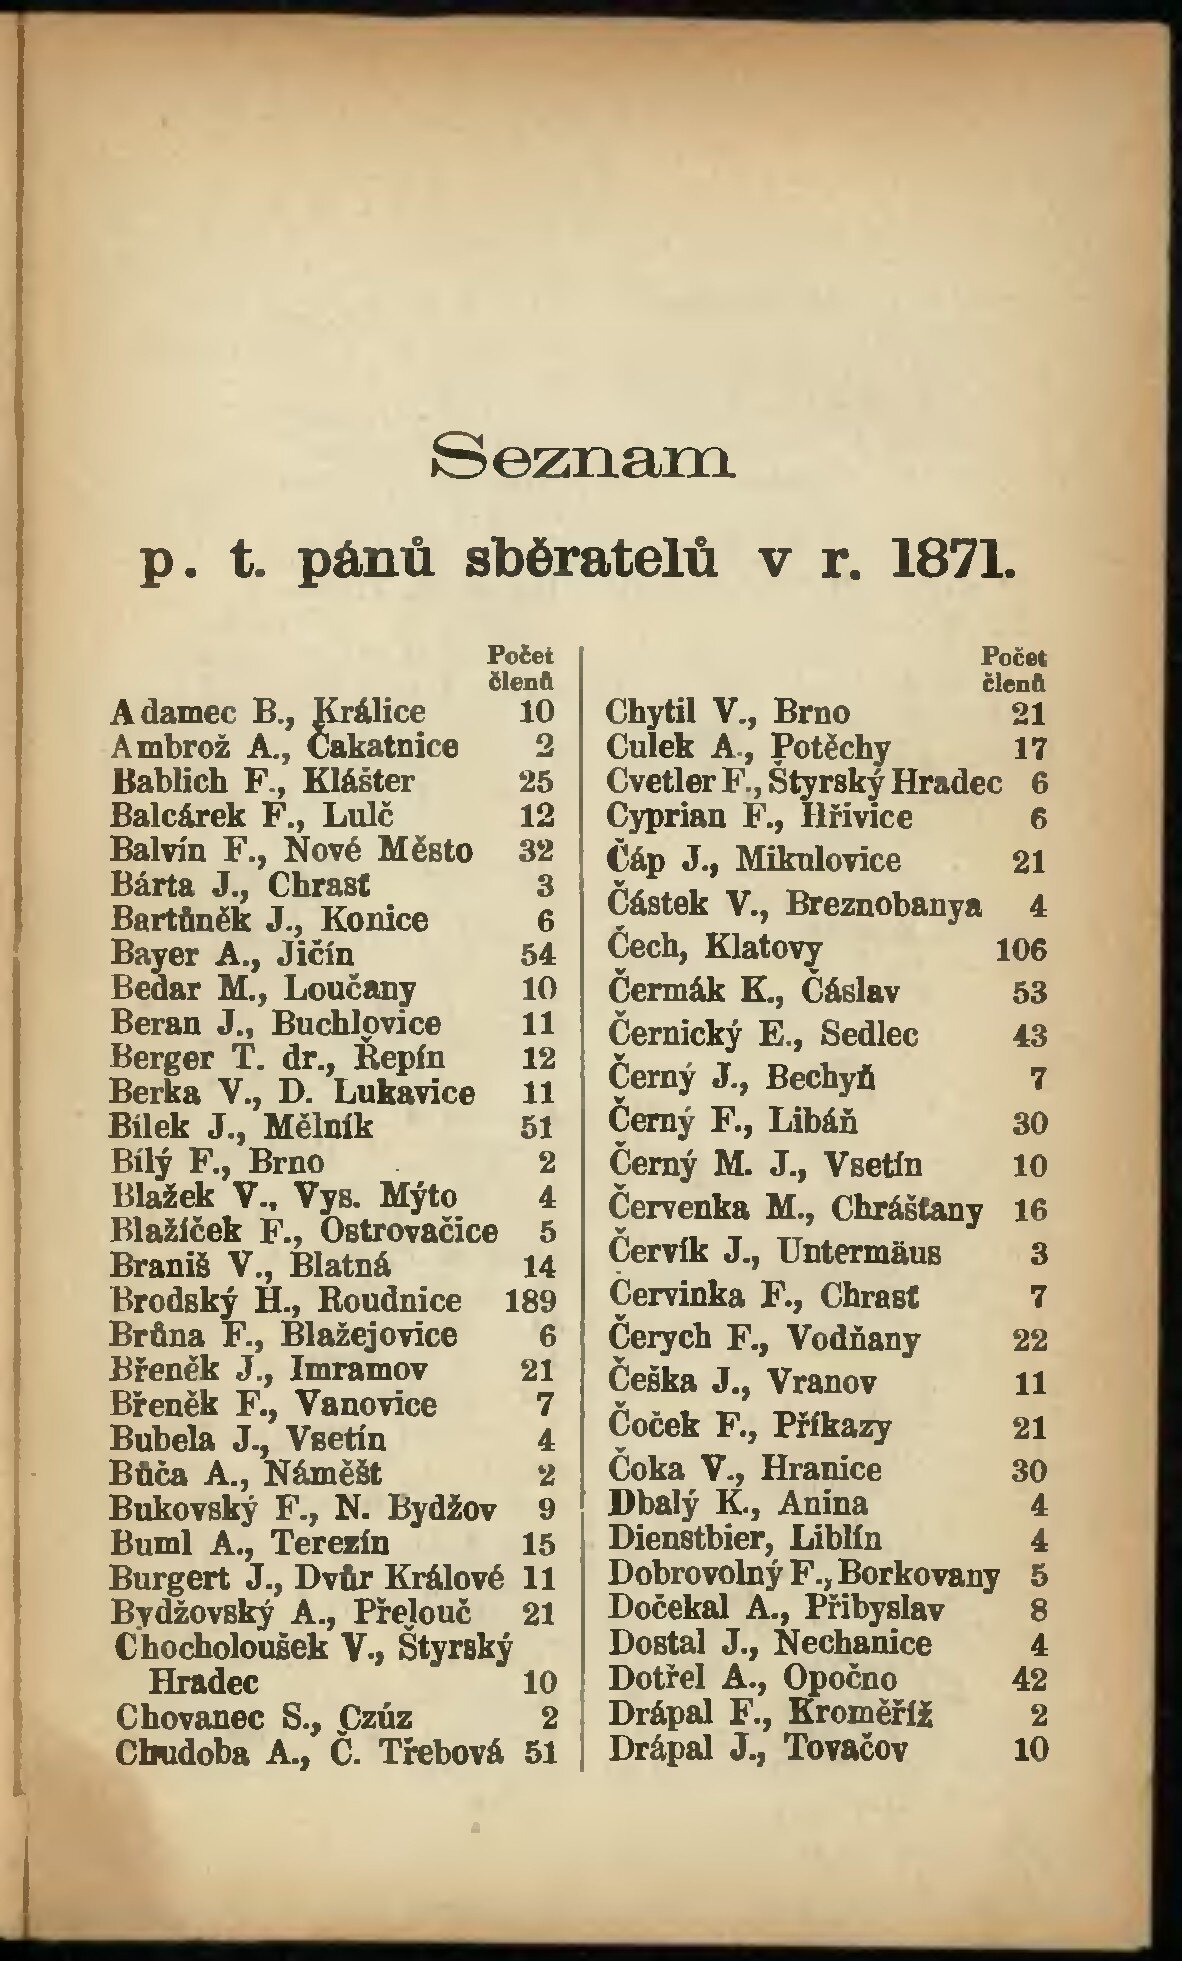 Seznam
p. t. pánů sběratelů v r. 1871.
Počet
členů
Adamec B., Králice 10
Ambrož A., Čakatnice 2
Bablich F., Klášter 25
Balcárek F., Lulč 12
Balvín F., Nové Město 32
Bárta J., Chrasť 3
Bartůněk J., Konice 6
Bayer A., Jičín 54
Bedar M., Loučany 10
Beran J., Buchlovice 11
Berger T. dr., Řepín 12
Berka V., D. Lukavice 11
Bílek J., Mělník 51
Bílý F., Brno 2
Blažek V., Vys. Mýto 4
Blažíček F., Ostrovačice 5
Braniš V., Blatná 14
Brodský H., Roudnice 189
Brůna F., Blažejovice 6
Břeněk J., Imramov 21
Břeněk F., Vanovice 7
Bubela J., Vsetín 4
Bůča A., Náměšt 2
Bukovský F., N. Bydžov 9
Buml A., Terezín 15
Burgert J., Dvůr Králové 11
Bydžovský A., Přelouč 21
Chocholoušek V., Štyrský
Hradec 10
Chovanec S., Czúz 2
Chudoba A., Č. Třebová 51
Počet
členů
Chytil V., Brno 21
Culek A., Potěchy 17
Cvetler F., Štyrský Hradec 6
Cyprian F., Hřivice 6
Čáp J., Mikulovice 21
Částek V., Breznobanya 4
Čech, Klatovy 106
Čermák K., Čáslav 53
Černický E., Sedlec 43
Černý J., Bechyň 7
Černý F., Libáň 30
Černý M. J., Vsetín 10
Červenka M., Chrášťany 16
Červík J., Untermäus 3
Červinka F., Chrasť 7
Čerych F., Vodňany 22
Češka J., Vranov 11
Čoček F., Příkazy 21
Čoka V., Hranice 30
Dbalý K., Anina 4
Dienstbier, Liblín 4
Dobrovolný F., Borkovany 5
Dočekal A., Přibyslav 8
Dostal J., Nechanice 4
Dotřel A., Opočno 42
Drápal F., Kroměříž 2
Drápal J., Tovačov 10